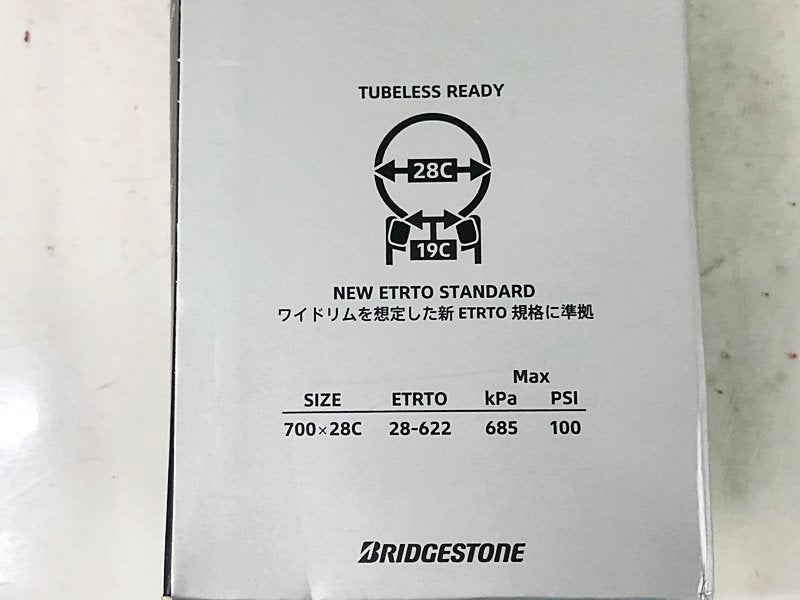 TUBELESS READY
28C
19C
NEW ETRTO STANDARD
ワイドリムを想定した新 ETRTO 規格に準拠
Max
SIZE ETRTO kPa PSI
700×28C 28-622 685 100
BRIDGESTONE